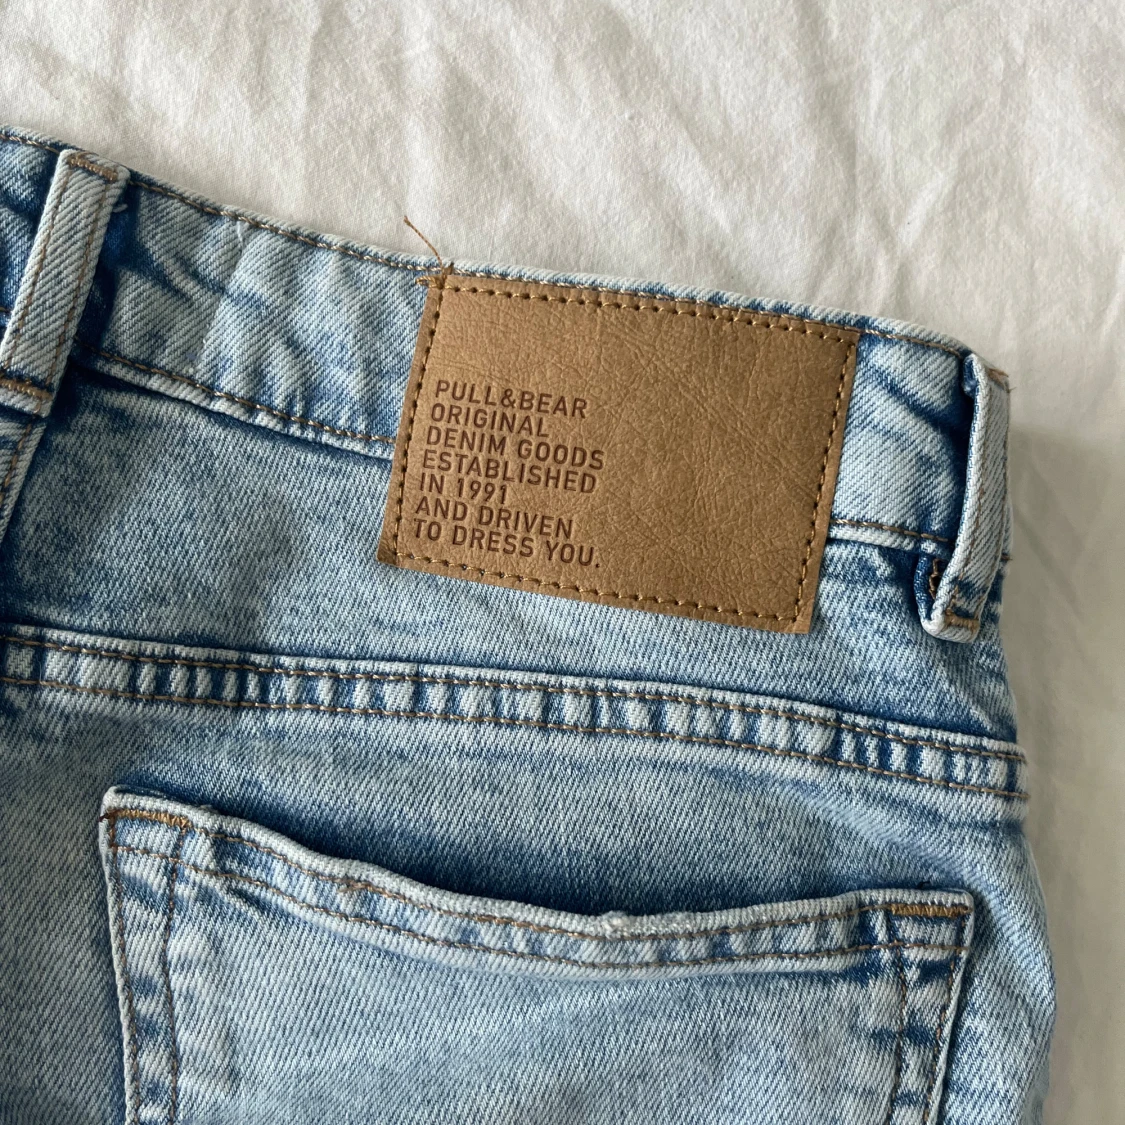 PULL&BEAR
ORIGINAL
DENIM GOODS
ESTABLISHED
IN 1991
AND DRIVEN
TO DRESS YOU.